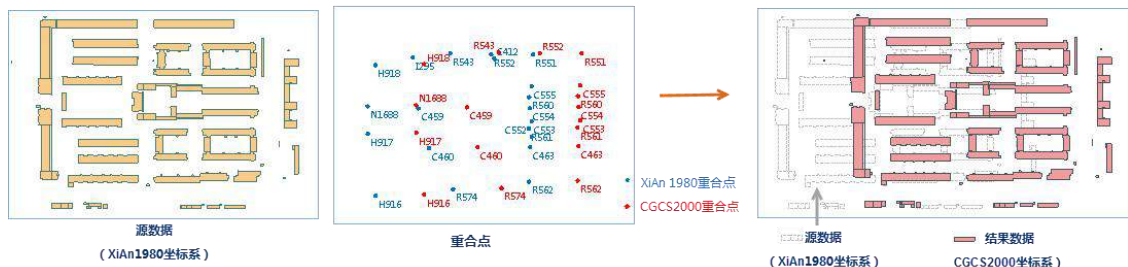 R543
C412
R552
H918
I295
R543
R552
R551
R551
H918
N1688
C555
C555
R560
R560
N1688
C459
C459
C554
C554
H917
H917
C552
C553
C553
R561
R561
C460
C460
C463
C463
H916
H916
R574
R574
R562
R562
XiAn 1980重合点
CGCS2000重合点
源数据
（XiAn1980坐标系）
重合点
源数据
（XiAn1980坐标系）
结果数据
CGCS2000坐标系）